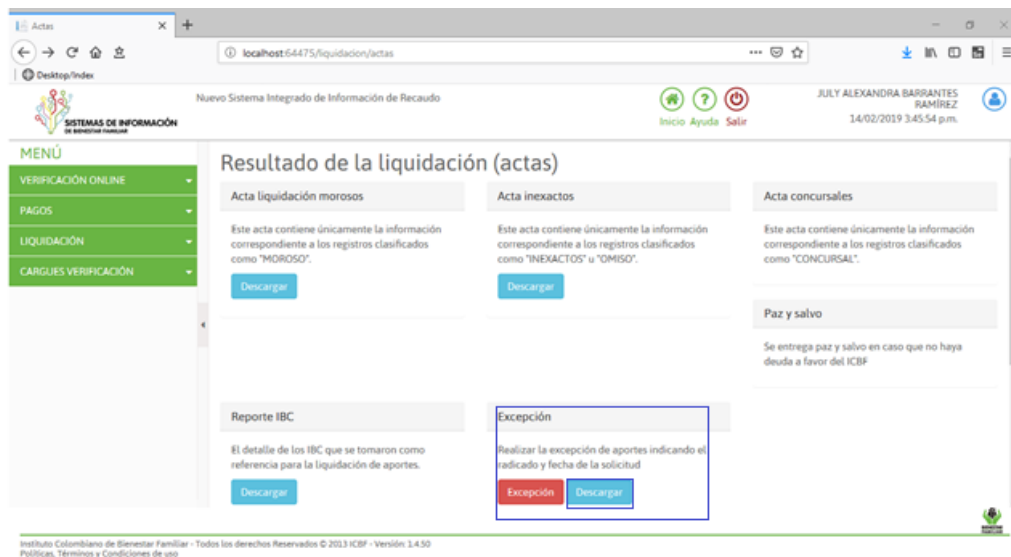 Actas
localhost:64475/liquidacion/actas
Desktop/Index
SISTEMAS DE INFORMACIÓN
DE BIENESTAR FAMILIAR
Nuevo Sistema Integrado de Información de Recaudo
Inicio Ayuda Salir
JULY ALEXANDRA BARRANTES
RAMÍREZ
14/02/2019 3:45:54 p.m.
MENÚ
VERIFICACIÓN ONLINE
PAGOS
LIQUIDACIÓN
CARGUES VERIFICACIÓN
Resultado de la liquidación (actas)
Acta liquidación morosos
Este acta contiene únicamente la información
correspondiente a los registros clasificados
como "MOROSO".
Descargar
Acta inexactos
Este acta contiene únicamente la información
correspondiente a los registros clasificados
como "INEXACTOS" u "OMISO".
Descargar
Acta concursales
Este acta contiene únicamente la información
correspondiente a los registros clasificados
como "CONCURSAL".
Paz y salvo
Se entrega paz y salvo en caso que no haya
deuda a favor del ICBF
Reporte IBC
El detalle de los IBC que se tomaron como
referencia para la liquidación de aportes.
Descargar
Excepción
Realizar la excepción de aportes indicando el
radicado y fecha de la solicitud
Excepción Descargar
BIENESTAR
FAMILIAR
Instituto Colombiano de Bienestar Familiar - Todos los derechos Reservados © 2013 ICBF - Versión: 1.4.50
Políticas, Términos y Condiciones de uso